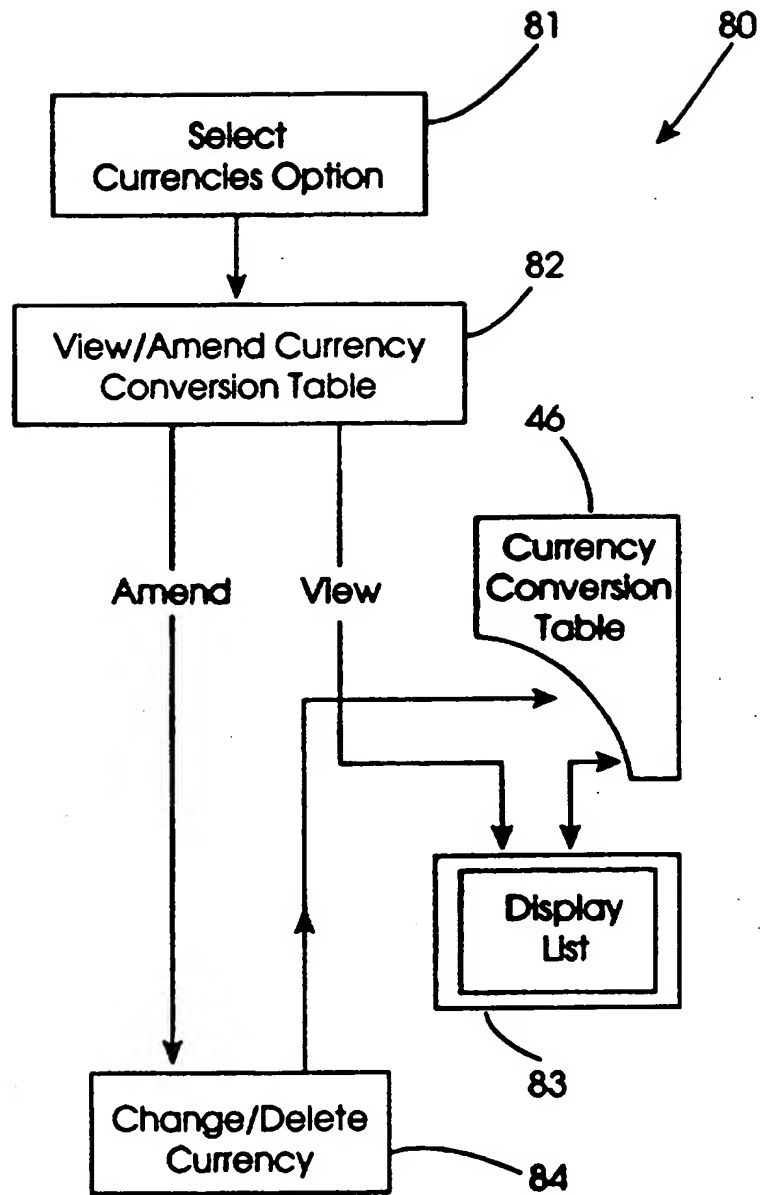 81
80
Select
Currencies Option
82
View/Amend Currency
Conversion Table
46
Currency
Conversion
Table
Amend
View
Display
List
83
Change/Delete
Currency
84